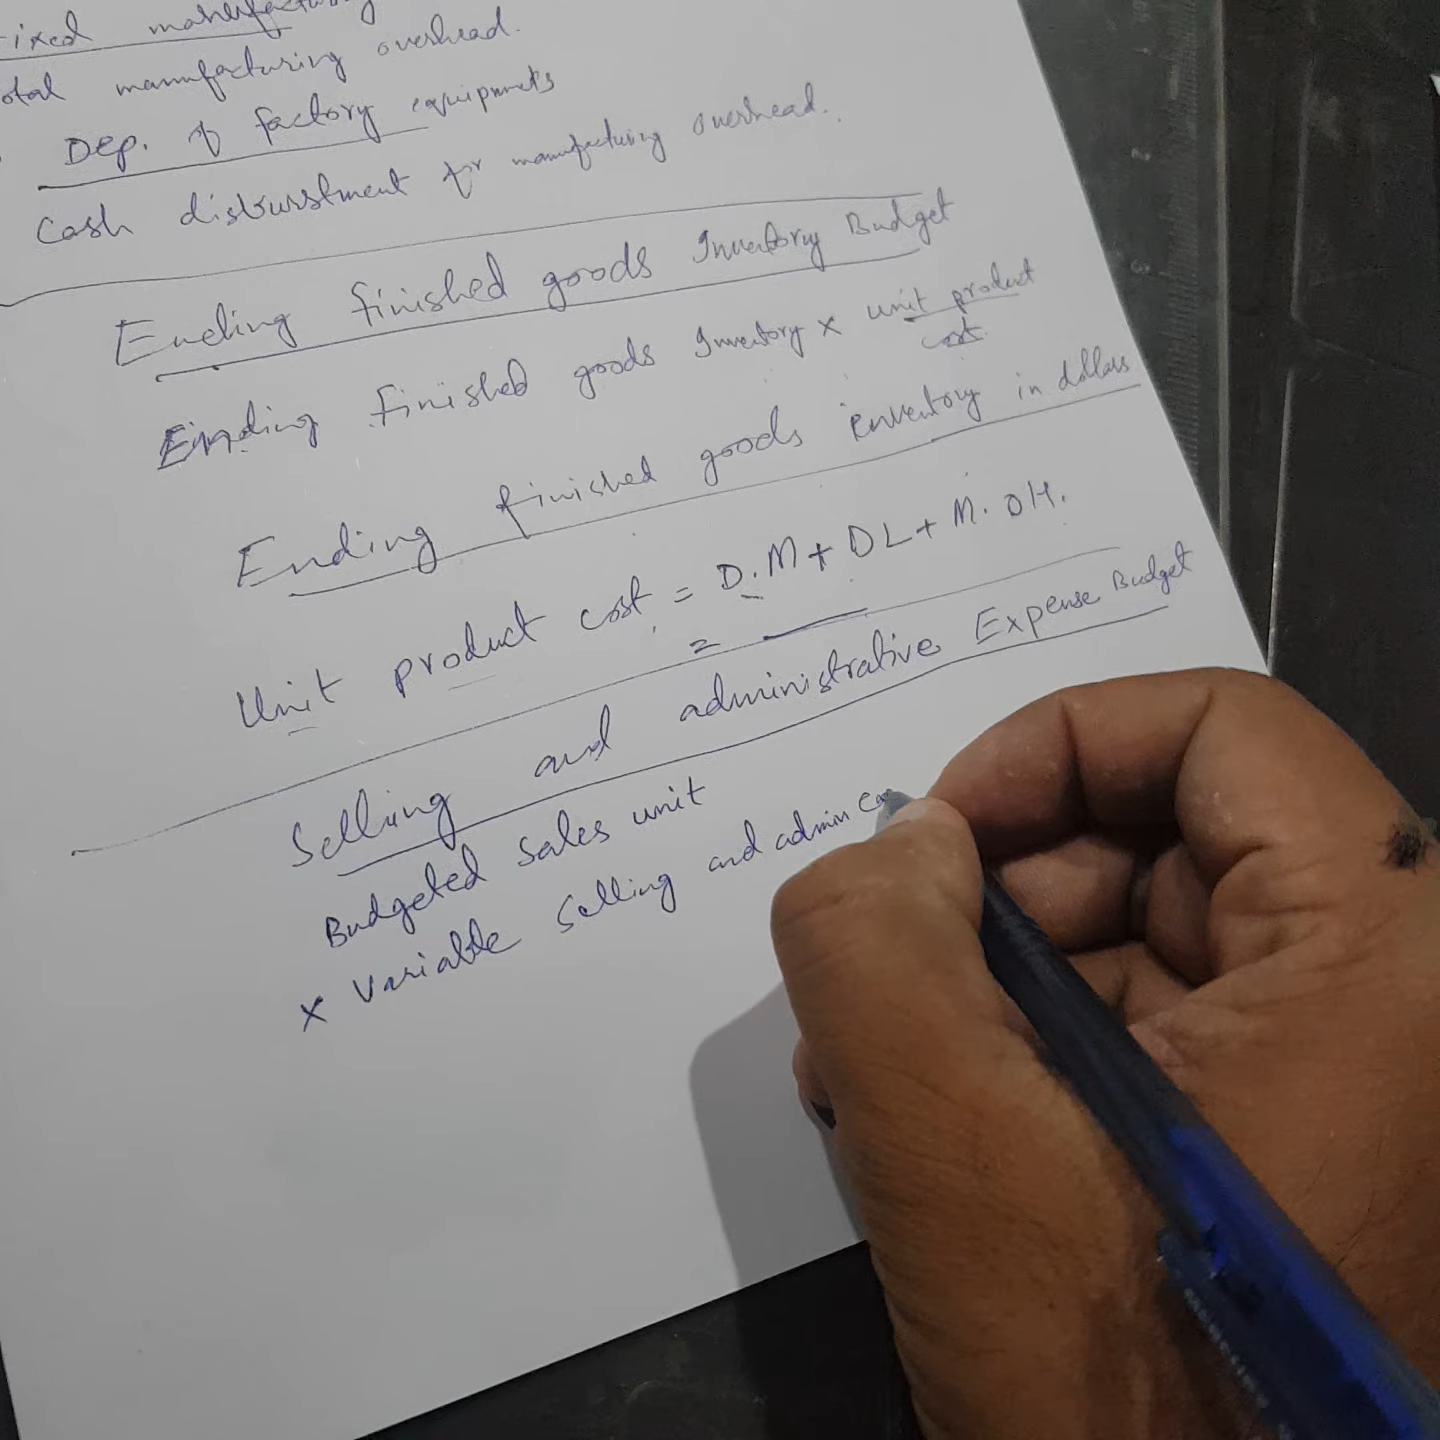 ixed manufacturing
otal manufacturing overhead.
Dep. of factory equipments
Cash disburstment for manufacturing overhead.
Ending finished goods Inventory Budget
Ending finished goods Inventory x unit product
cost.
Ending finished goods inventory in dollars
Unit product cost = D.M + DL + M.OH.
=
Selling and administrative Expense Budget
Budgeted sales unit
x Variable selling and admin